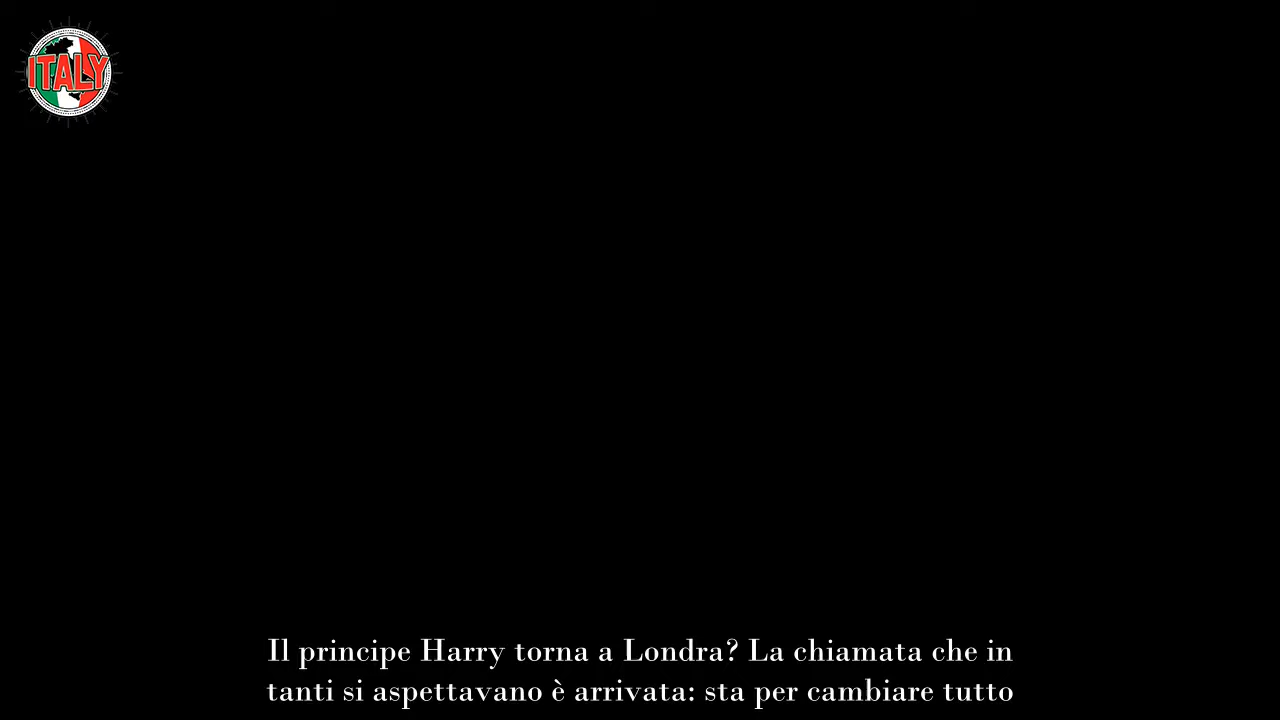 ITALY
Il principe Harry torna a Londra? La chiamata che in
tanti si aspettavano è arrivata: sta per cambiare tutto